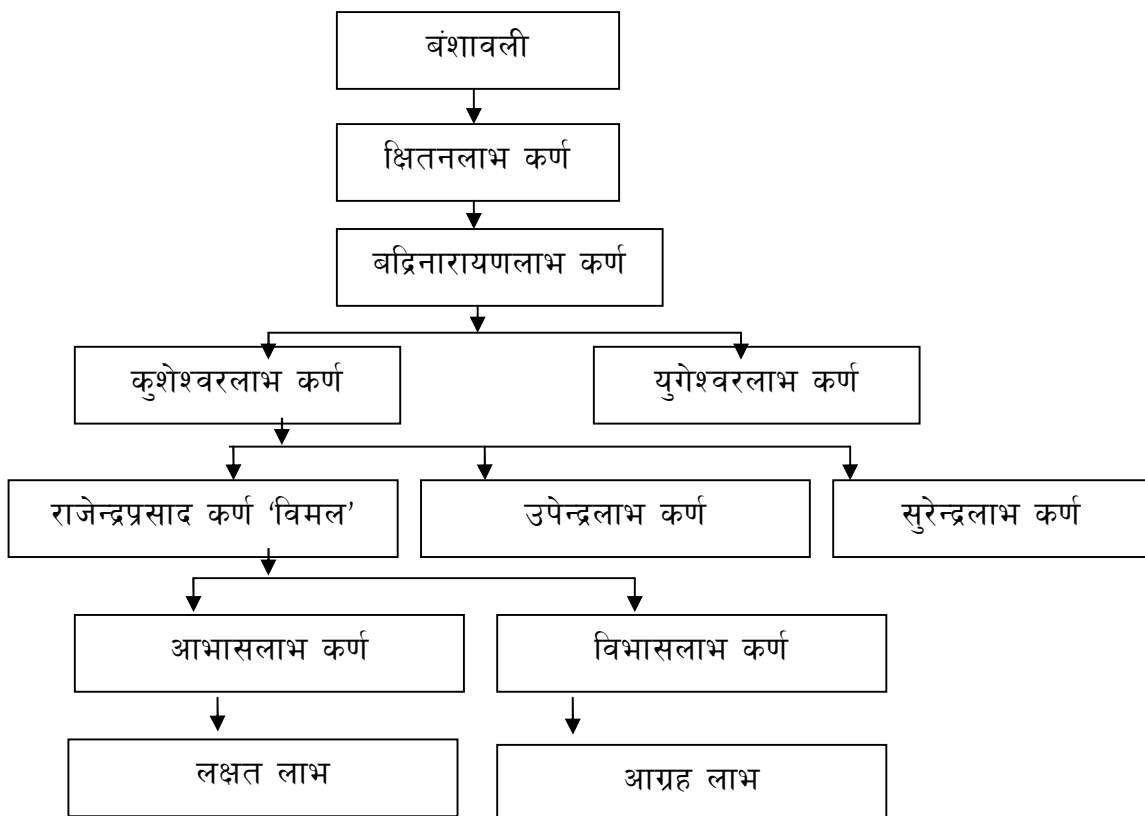 बंशावली
क्षितनलाभ कर्ण
बद्रिनारायणलाभ कर्ण
कुशेश्वरलाभ कर्ण
युगेश्वरलाभ कर्ण
राजेन्द्रप्रसाद कर्ण ‘विमल’
उपेन्द्रलाभ कर्ण
सुरेन्द्रलाभ कर्ण
आभासलाभ कर्ण
विभासलाभ कर्ण
लक्षत लाभ
आग्रह लाभ